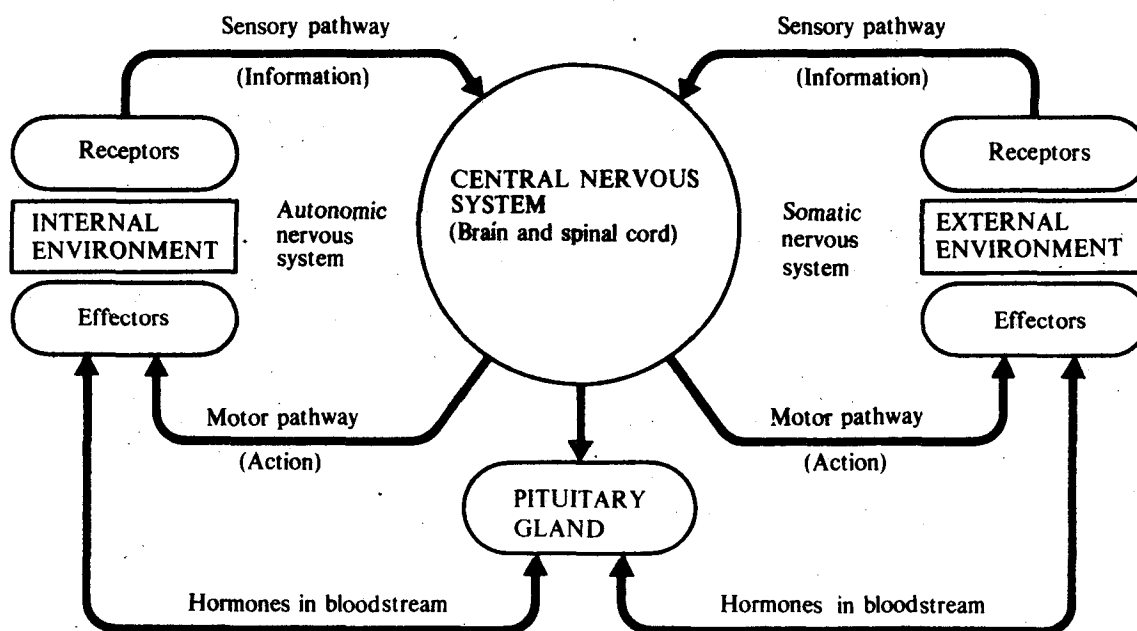 Sensory pathway
(Information)
Sensory pathway
(Information)
Receptors
Receptors
CENTRAL NERVOUS
SYSTEM
(Brain and spinal cord)
INTERNAL
ENVIRONMENT
Autonomic
nervous
system
Somatic
nervous
system
EXTERNAL
ENVIRONMENT
Effectors
Effectors
Motor pathway
(Action)
Motor pathway
(Action)
PITUITARY
GLAND
Hormones in bloodstream
Hormones in bloodstream